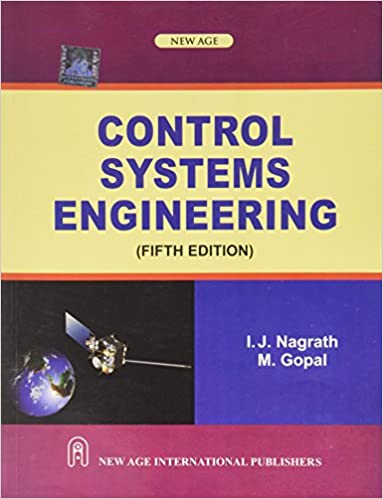 NEW AGE
CONTROL
SYSTEMS
ENGINEERING
(FIFTH EDITION)
I.J. Nagrath
M. Gopal
NEW AGE INTERNATIONAL PUBLISHERS